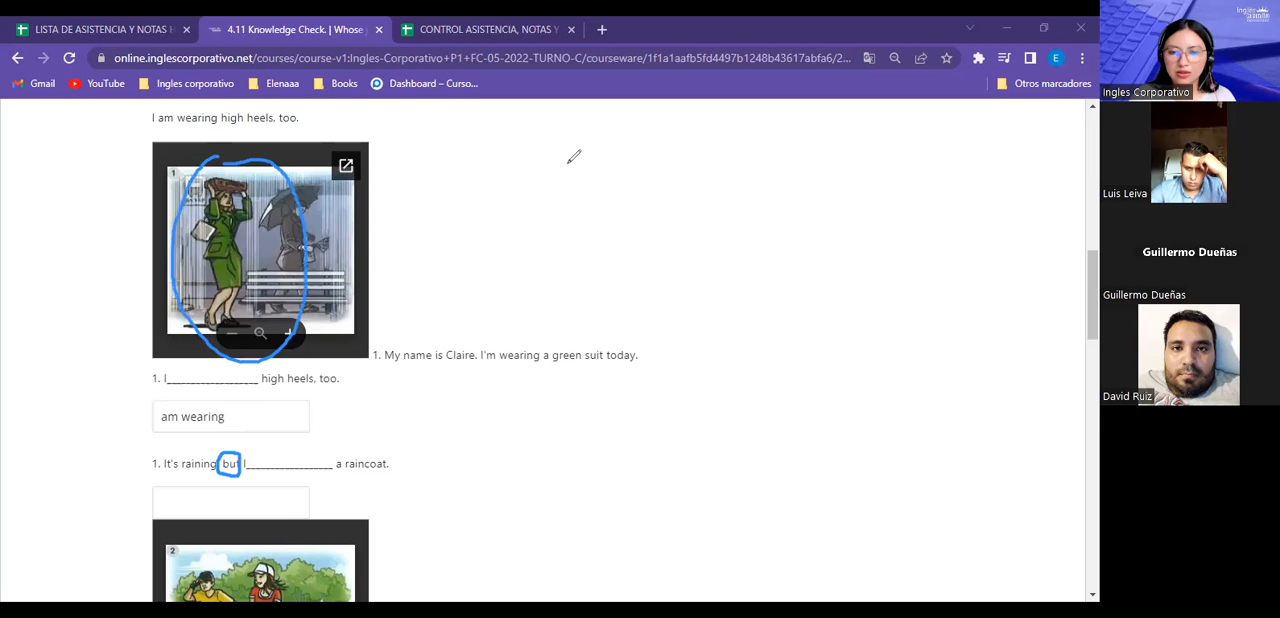 LISTA DE ASISTENCIA Y NOTAS H
4.11 Knowledge Check. | Whose J
CONTROL ASISTENCIA, NOTAS Y
online.inglescorporativo.net/courses/course-v1:Ingles-Corporativo+P1+FC-05-2022-TURNO-C/courseware/1f1a1aafb5fd4497b1248b43617abfa6/2...
E
Gmail
YouTube
Ingles corporativo
Elenaaa
Books
Dashboard – Curso...
Otros marcadores
I am wearing high heels, too.
1
1. My name is Claire. I'm wearing a green suit today.
1. I___________________ high heels, too.
am wearing
1. It's raining but I__________________ a raincoat.
2
Ingles Corporativo
Luis Leiva
Guillermo Dueñas
Guillermo Dueñas
David Ruiz